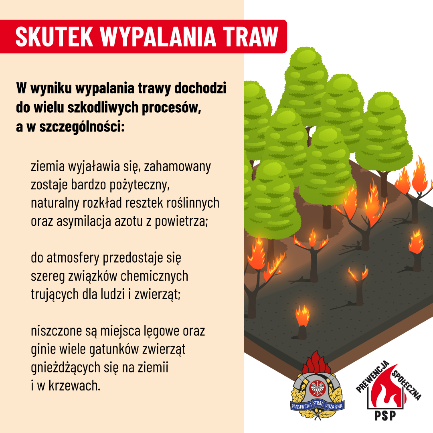 SKUTEK WYPALANIA TRAW
W wyniku wypalania trawy dochodzi
do wielu szkodliwych procesów,
a w szczególności:
ziemia wyjaławia się, zahamowany
zostaje bardzo pożyteczny,
naturalny rozkład resztek roślinnych
oraz asymilacja azotu z powietrza;
do atmosfery przedostaje się
szereg związków chemicznych
trujących dla ludzi i zwierząt;
niszczone są miejsca lęgowe oraz
ginie wiele gatunków zwierząt
gnieżdżących się na ziemi
i w krzewach.
PREWENCJA SPOŁECZNA
PSP